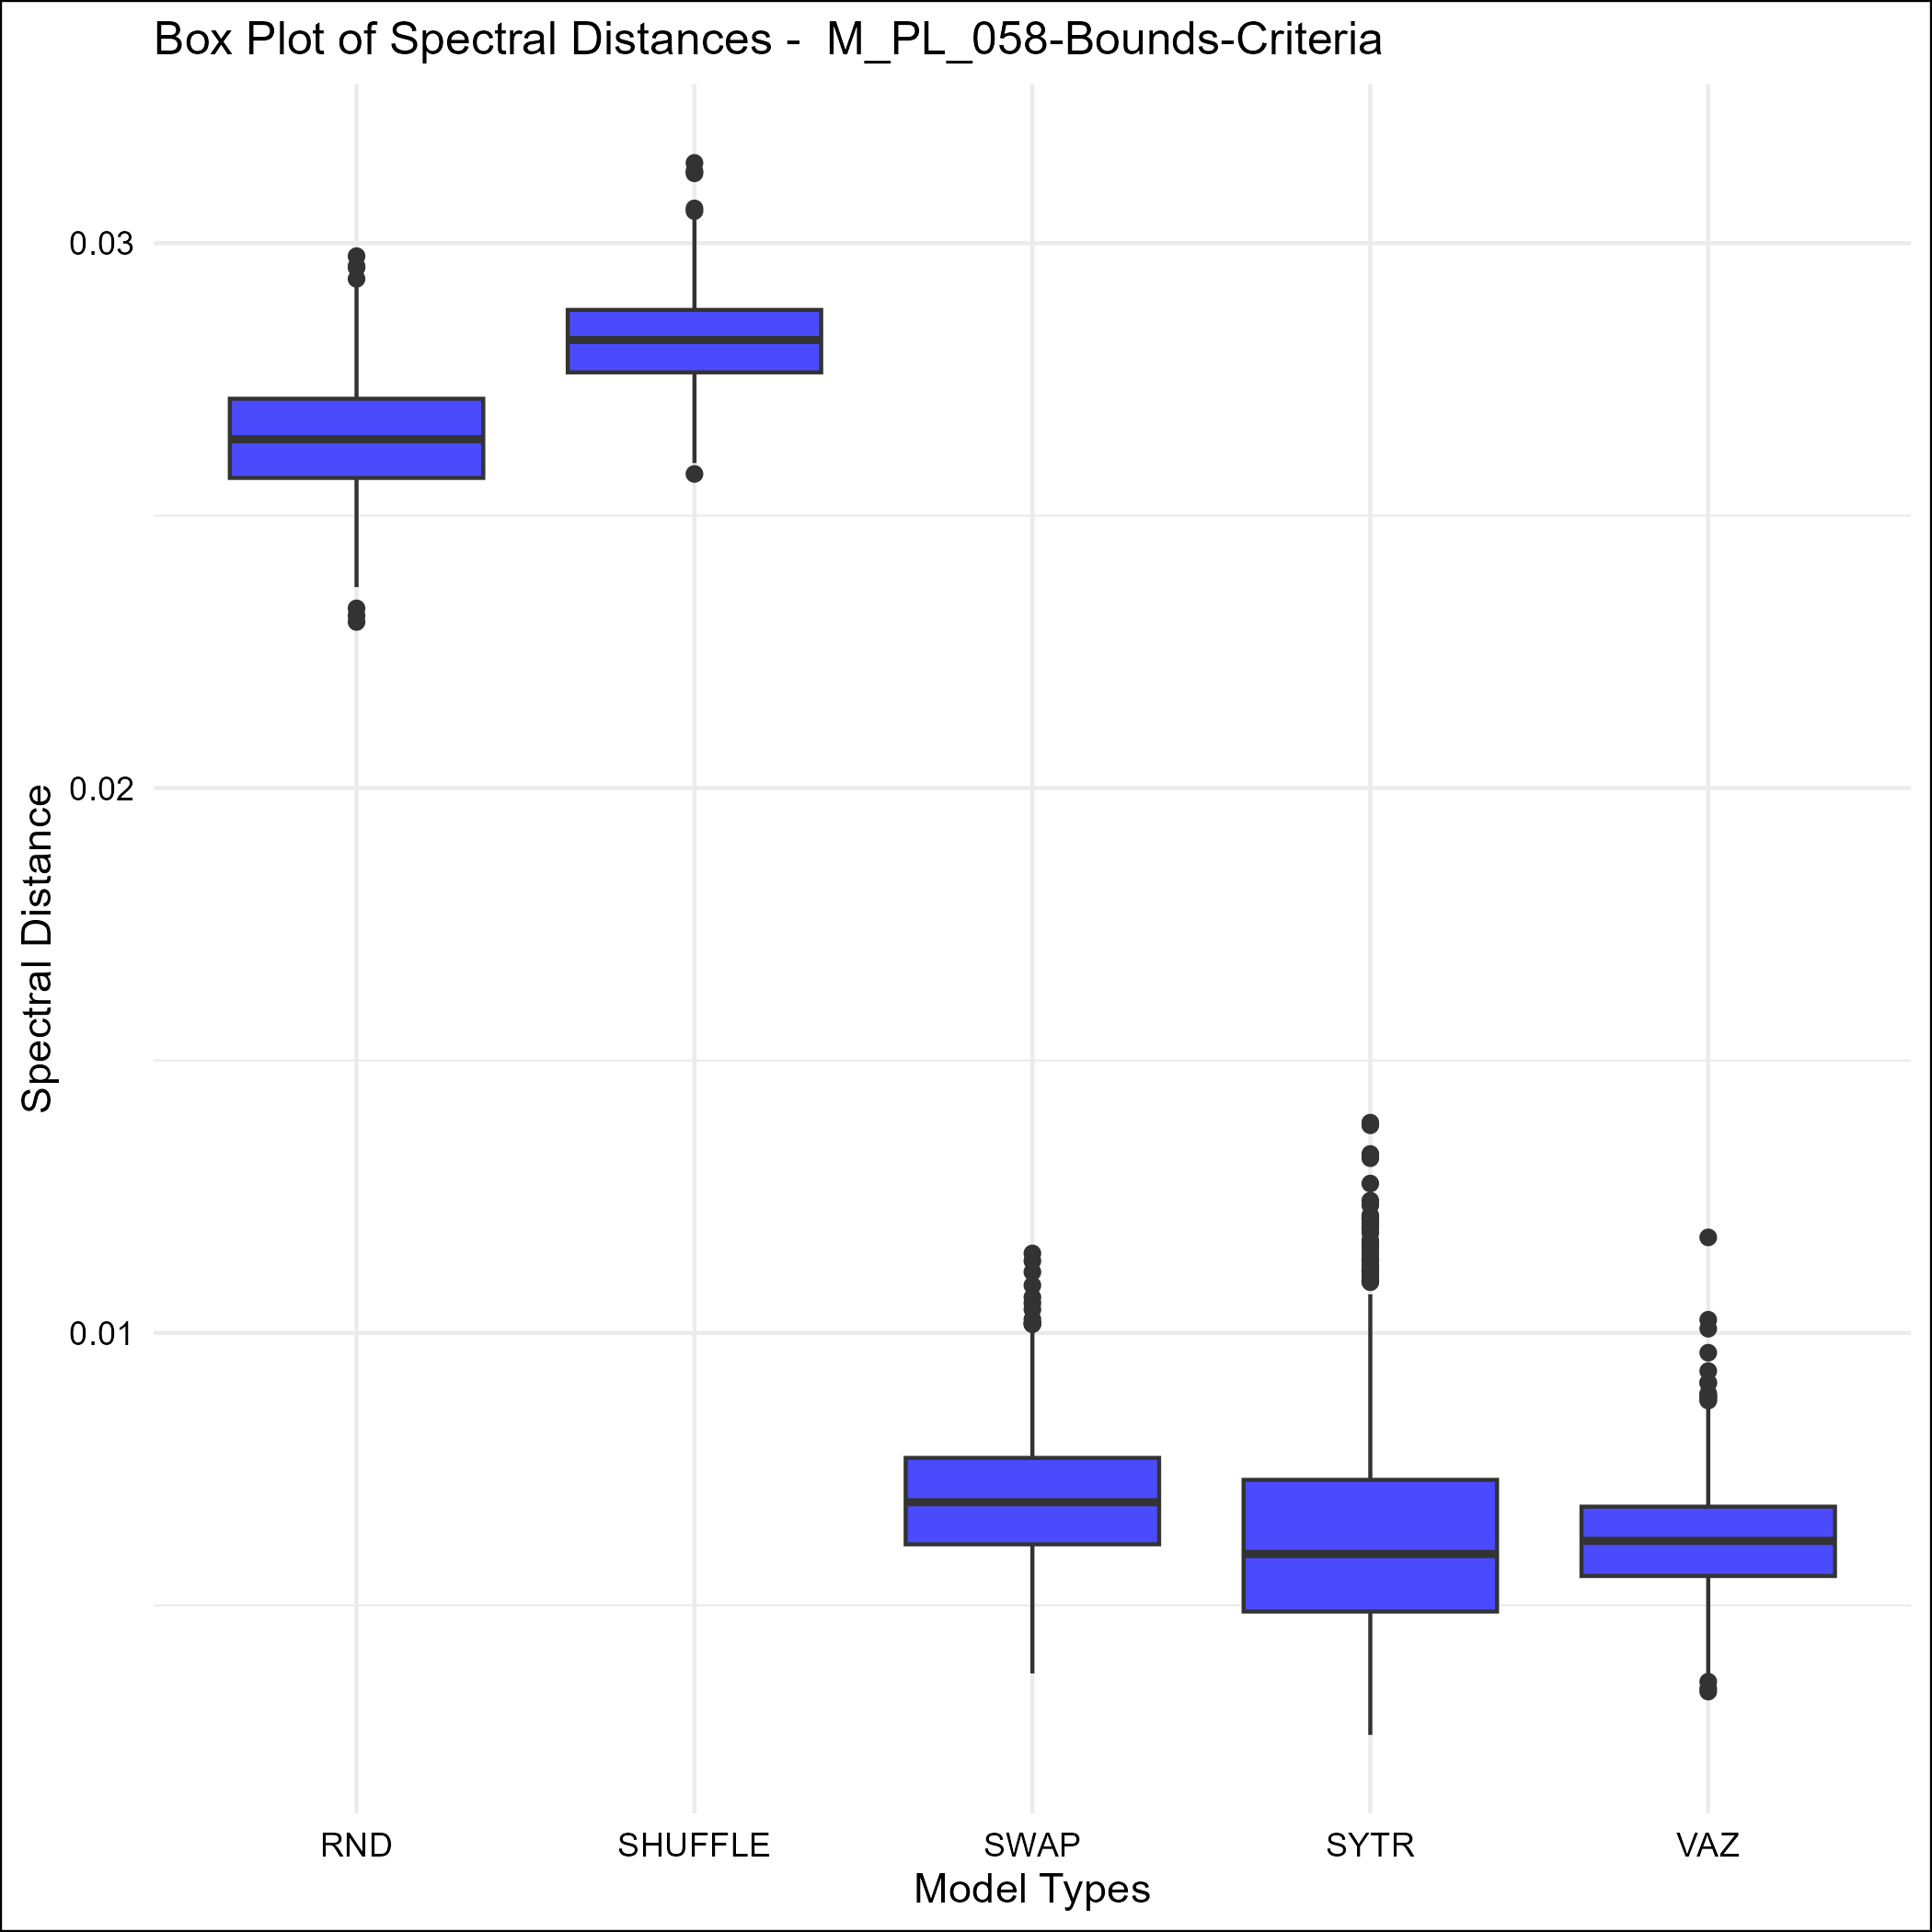 Box Plot of Spectral Distances -  M_PL_058-Bounds-Criteria
0.03
0.02
0.01
Spectral Distance
RND
SHUFFLE
SWAP
SYTR
VAZ
Model Types